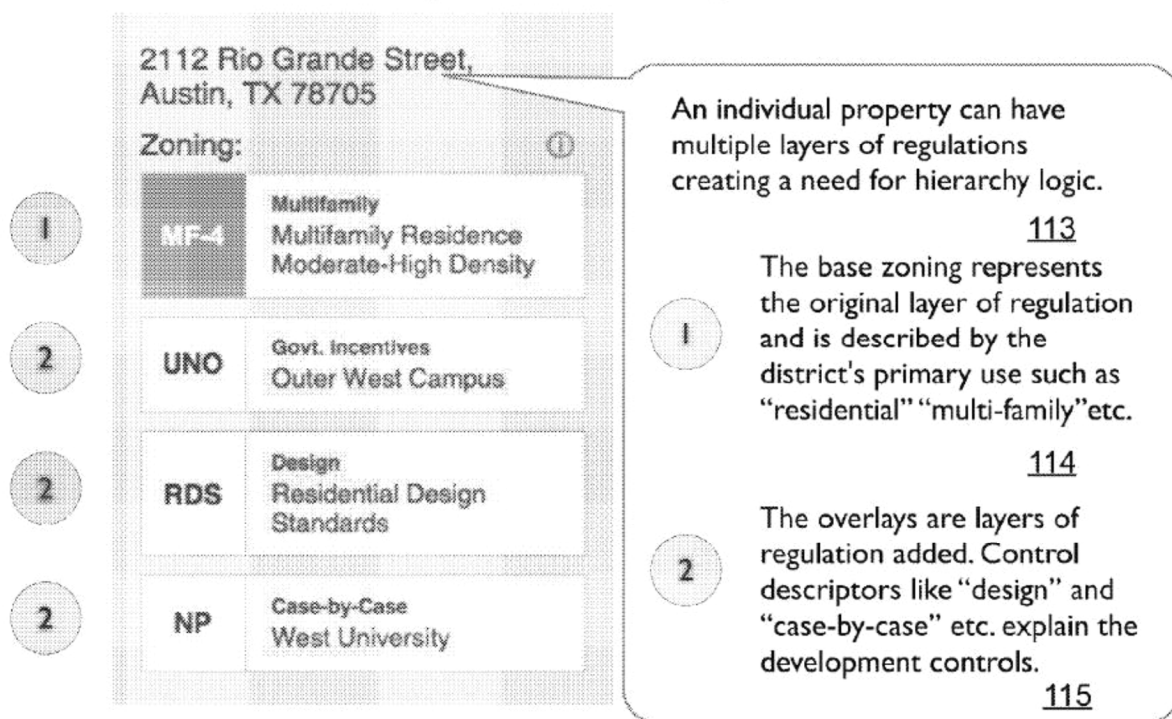 2112 Rio Grande Street,
Austin, TX 78705
Zoning:
1
MF-4
Multifamily
Multifamily Residence
Moderate-High Density
2
UNO
Govt. Incentives
Outer West Campus
2
RDS
Design
Residential Design
Standards
2
NP
Case-by-Case
West University
An individual property can have
multiple layers of regulations
creating a need for hierarchy logic.
113
1
The base zoning represents
the original layer of regulation
and is described by the
district's primary use such as
“residential” “multi-family”etc.
114
2
The overlays are layers of
regulation added. Control
descriptors like “design” and
“case-by-case” etc. explain the
development controls.
115